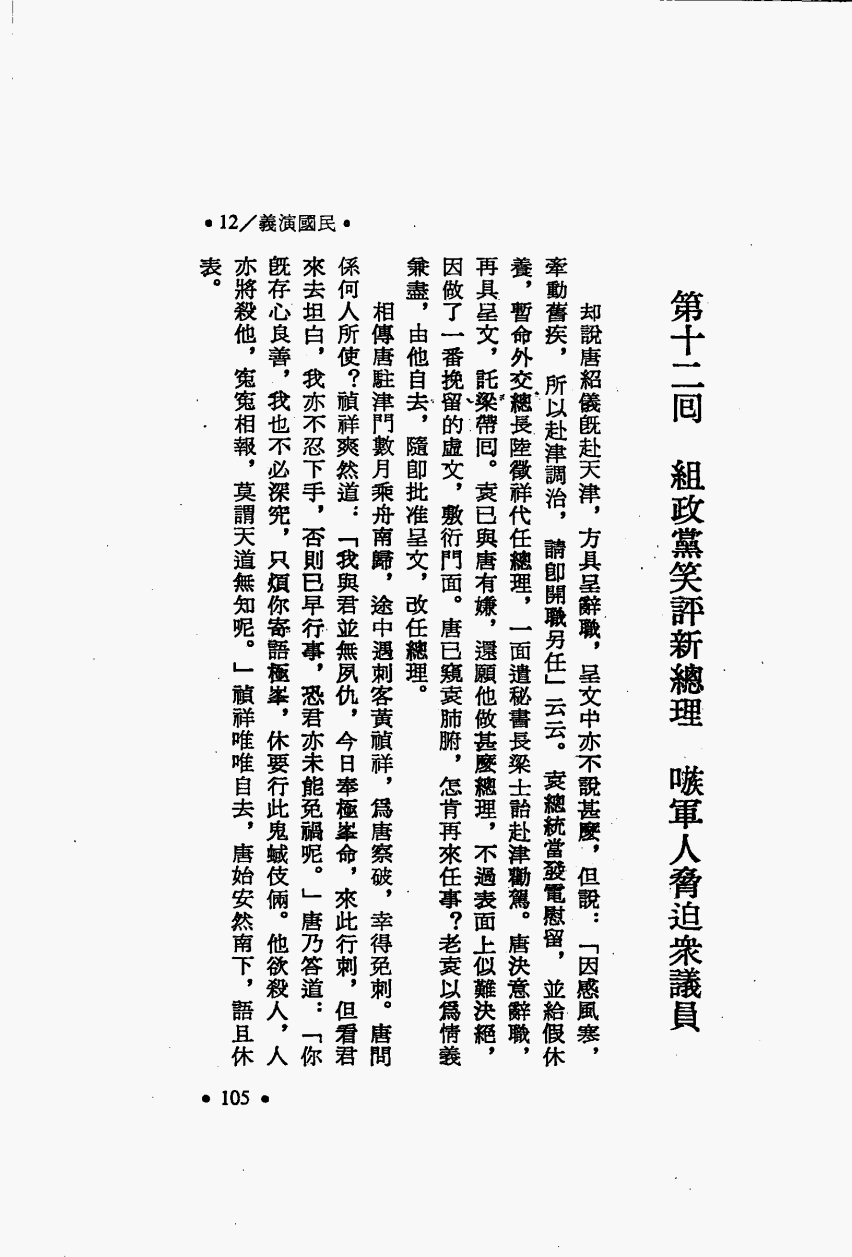 • 12／義演國民 •
第十二回　組政黨笑評新總理　嗾軍人脅迫衆議員
却說唐紹儀旣赴天津，方具呈辭職，呈文中亦不說甚麼，但說：「因感風寒，
牽動舊疾，所以赴津調治，請卽開職另任」云云。袁總統當發電慰留，並給假休
養，暫命外交總長陸徵祥代任總理，一面遣秘書長梁士詒赴津勸駕。唐決意辭職，
再具呈文，託梁帶回。袁已與唐有嫌，還願他做甚麼總理，不過表面上似難決絕，
因做了一番挽留的虛文，敷衍門面。唐已窺袁肺腑，怎肯再來任事？老袁以爲情義
兼盡，由他自去，隨卽批准呈文，改任總理。
相傳唐駐津門數月乘舟南歸，途中遇刺客黃禎祥，爲唐察破，幸得免刺。唐問
係何人所使？禎祥爽然道：「我與君並無夙仇，今日奉極峯命，來此行刺，但看君
來去坦白，我亦不忍下手，否則已早行事，恐君亦未能免禍呢。」唐乃答道：「你
旣存心良善，我也不必深究，只煩你寄語極峯，休要行此鬼蜮伎倆。他欲殺人，人
亦將殺他，寃寃相報，莫謂天道無知呢。」禎祥唯唯自去，唐始安然南下，語且休
表。
• 105 •